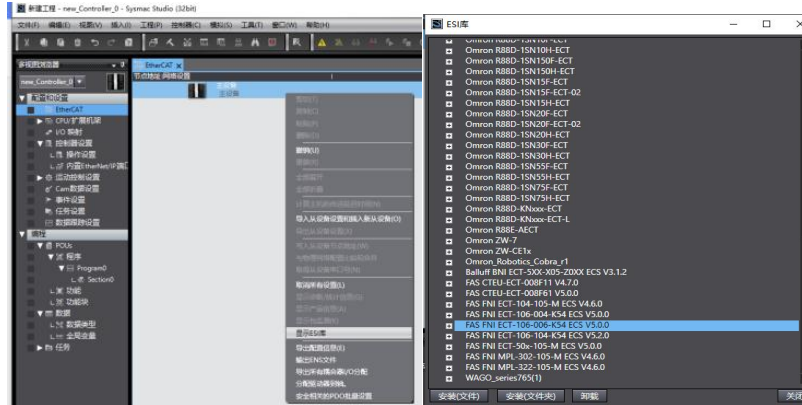 新建工程 - new_Controller_0 - Sysmac Studio (32bit)
文件(F) 编辑(E) 视图(V) 插入(I) 工程(P) 控制器(C) 模拟(S) 工具(T) 窗口(W) 帮助(H)
多视图浏览器
new_Controller_0
配置和设置
EtherCAT
CPU/扩展机架
I/O 映射
控制器设置
操作设置
内置EtherNet/IP端口
运动控制设置
Cam数据设置
事件设置
任务设置
数据跟踪设置
编程
POUs
程序
Program0
Section0
功能
功能块
数据
数据类型
全局变量
任务
EtherCAT
节点地址 网络设置
主设备
主设备
撤销(U)
全部展开
导入从设备设置和插入新从设备(O)
取消所有设置(L)
显示ESI库
导出配置信息(E)
输出ENS文件
导出所有耦合器I/O分配
分配驱动器到轴
安全相关的PDO批量设置
ESI库
Omron R88D-1SN10F-ECT
Omron R88D-1SN10H-ECT
Omron R88D-1SN150F-ECT
Omron R88D-1SN150H-ECT
Omron R88D-1SN15F-ECT
Omron R88D-1SN15F-ECT-02
Omron R88D-1SN15H-ECT
Omron R88D-1SN20F-ECT
Omron R88D-1SN20F-ECT-02
Omron R88D-1SN20H-ECT
Omron R88D-1SN30F-ECT
Omron R88D-1SN30H-ECT
Omron R88D-1SN55F-ECT
Omron R88D-1SN55H-ECT
Omron R88D-1SN75F-ECT
Omron R88D-1SN75H-ECT
Omron R88D-KNxxx-ECT
Omron R88D-KNxxx-ECT-L
Omron R88E-AECT
Omron ZW-7
Omron ZW-CE1x
Omron_Robotics_Cobra_r1
Balluff BNI ECT-5XX-X05-Z0XX ECS V3.1.2
FAS CTEU-ECT-008F11 V4.7.0
FAS CTEU-ECT-008F61 V5.0.0
FAS FNI ECT-104-105-M ECS V4.6.0
FAS FNI ECT-106-004-K54 ECS V5.0.0
FAS FNI ECT-106-006-K54 ECS V5.0.0
FAS FNI ECT-106-104-K54 ECS V5.2.0
FAS FNI ECT-50x-105-M ECS V5.0.0
FAS FNI MPL-302-105-M ECS V4.6.0
FAS FNI MPL-322-105-M ECS V4.6.0
WAGO_series765(1)
安装(文件) 安装(文件夹) 卸载 关闭